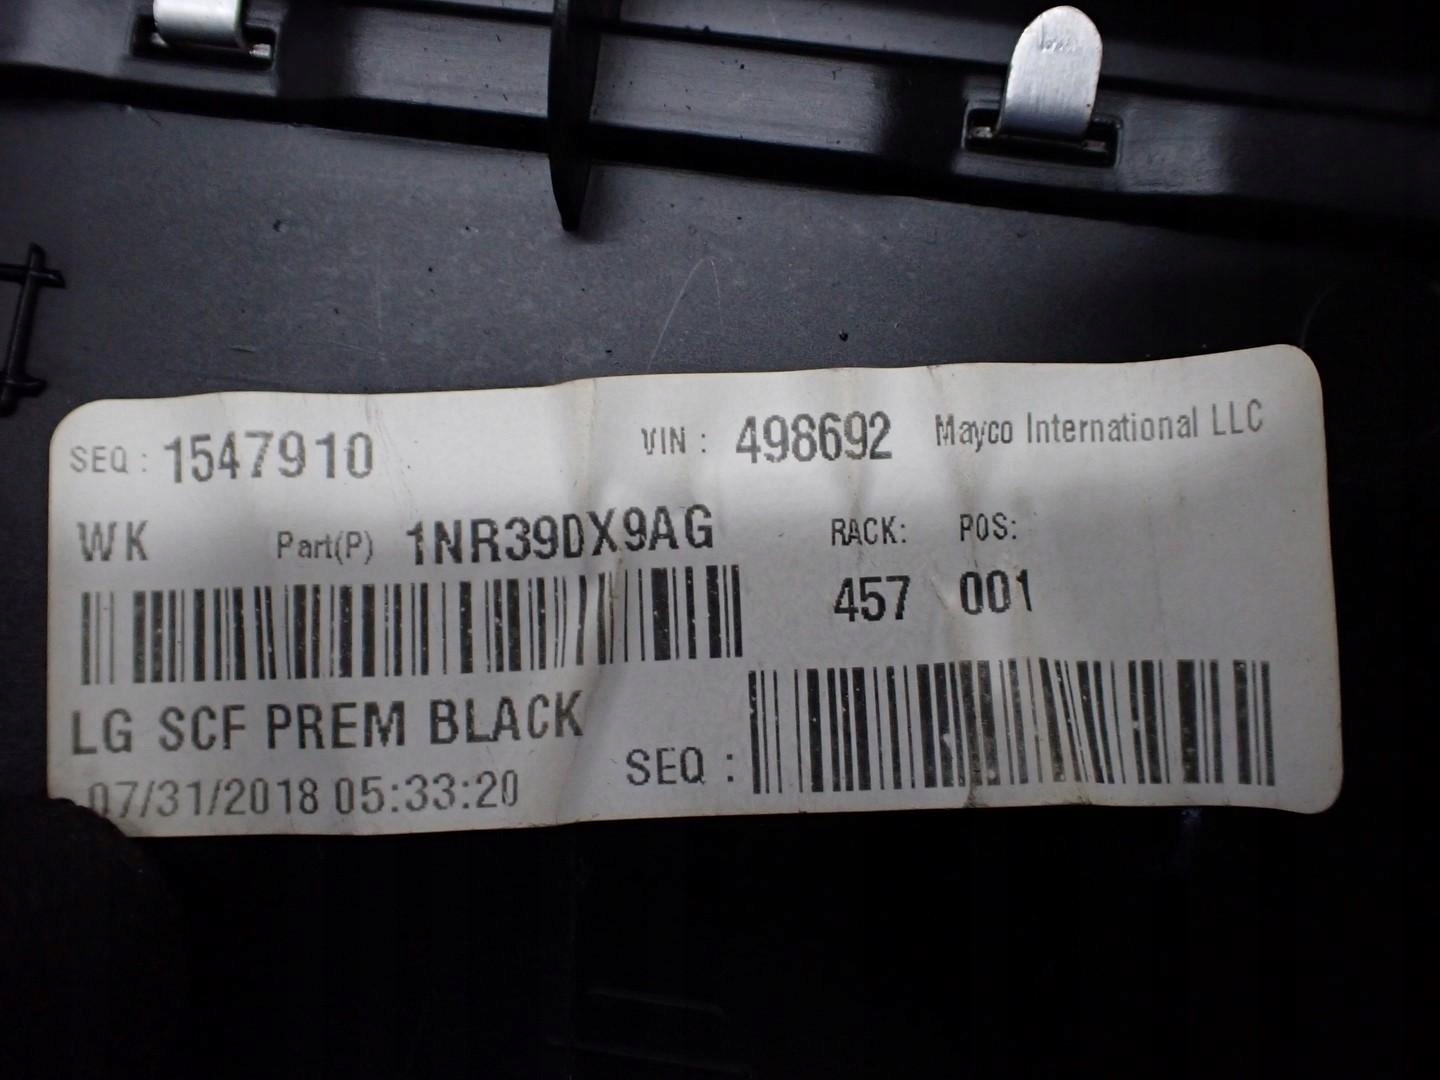 SEQ : 1547910 VIN : 498692 Mayco International LLC
WK Part(P) 1NR39DX9AG RACK: POS:
457 001
LG SCF PREM BLACK
SEQ :
07/31/2018 05:33:20